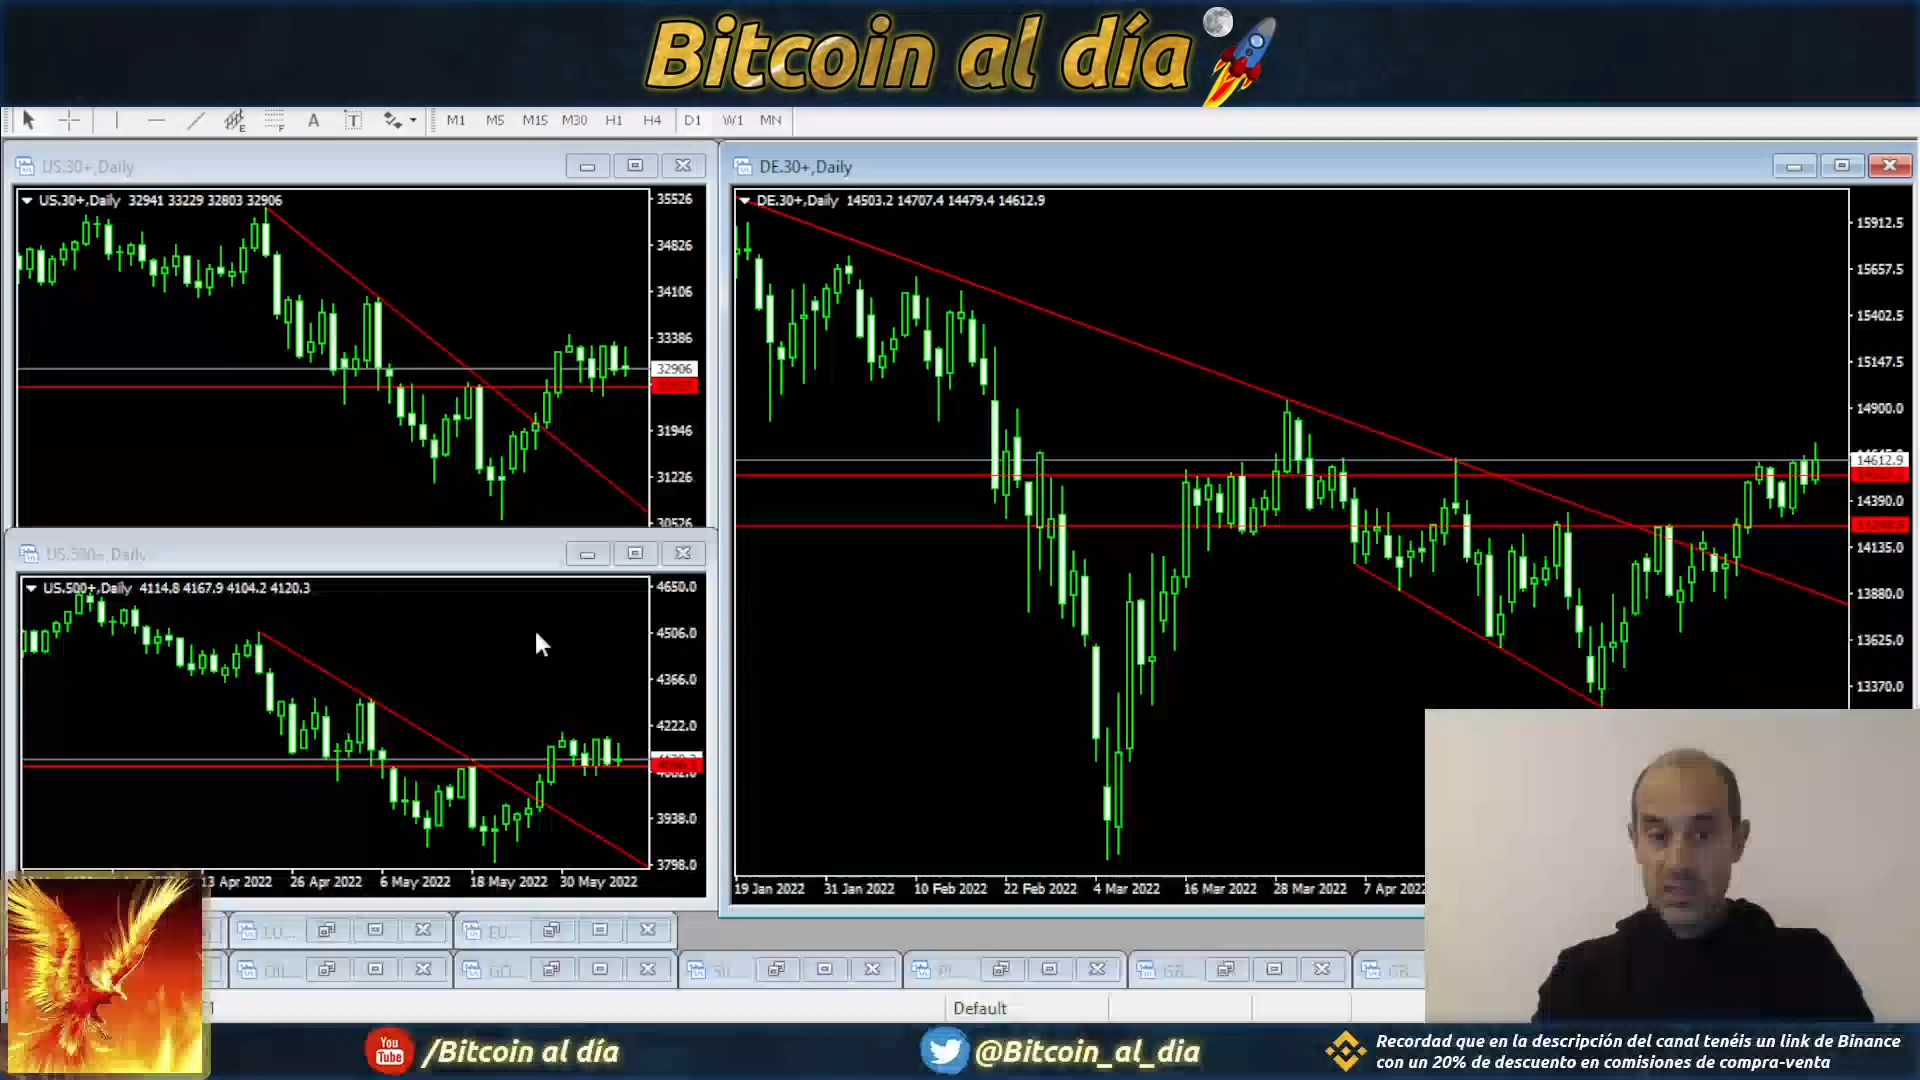 Bitcoin al día
A T M1 M5 M15 M30 H1 H4 D1 W1 MN
US.30+,Daily
US.30+,Daily 32941 33229 32803 32906
35526
34826
34106
33386
32906
31946
31226
30526
US.500+,Daily
US.500+,Daily 4114.8 4167.9 4104.2 4120.3
4650.0
4506.0
4366.0
4222.0
3938.0
3798.0
13 Apr 2022 26 Apr 2022 6 May 2022 18 May 2022 30 May 2022
DE.30+,Daily
DE.30+,Daily 14503.2 14707.4 14479.4 14612.9
15912.5
15657.5
15402.5
15147.5
14900.0
14612.9
14390.0
14135.0
13880.0
13625.0
13370.0
19 Jan 2022 31 Jan 2022 10 Feb 2022 22 Feb 2022 4 Mar 2022 16 Mar 2022 28 Mar 2022 7 Apr 2022
Default
You Tube /Bitcoin al día
@Bitcoin_al_dia
Recordad que en la descripción del canal tenéis un link de Binance
con un 20% de descuento en comisiones de compra-venta